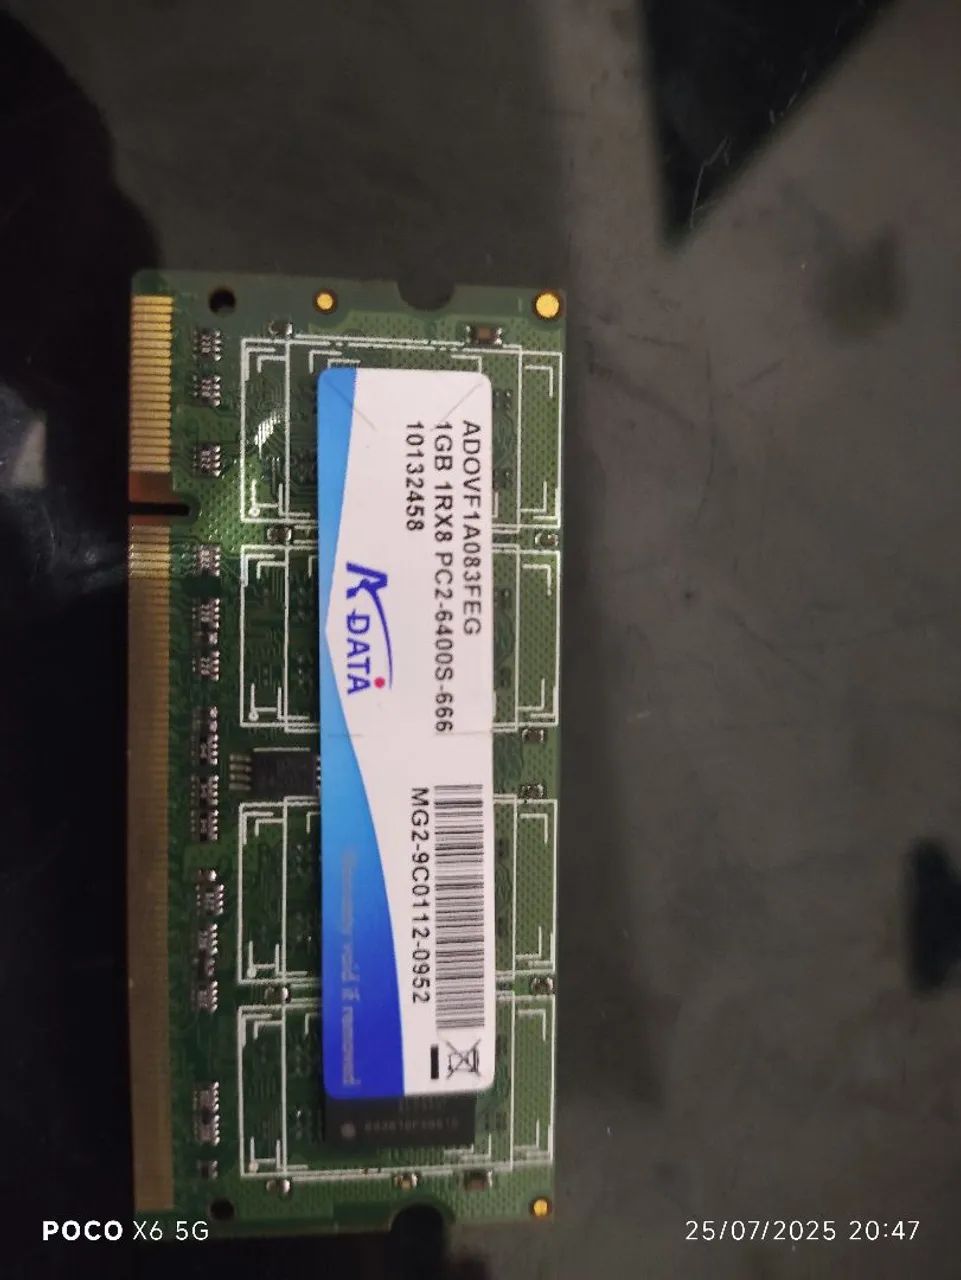 ADOVF1A083FEG
1GB 1RX8 PC2-6400S-666
10132458
A-DATA
MG2-9C0112-0952
Warranty void if removed
POCO X6 5G
25/07/2025 20:47